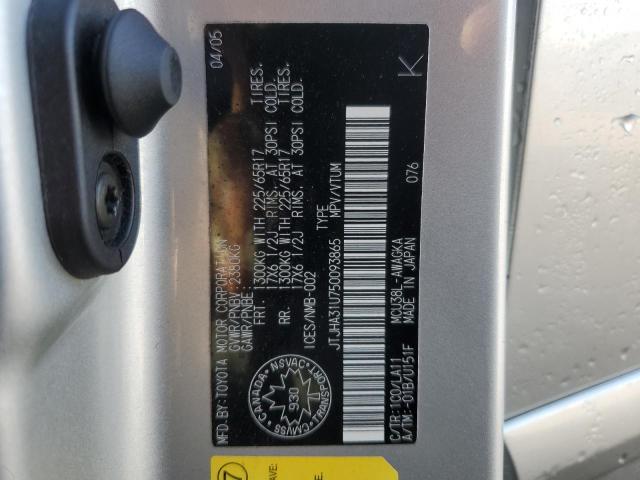 MFD.BY:TOYOTA MOTOR CORPORATION 04/05
GVWR/PNBV:2380KG
GAWR/PNBE:
FRT. 1300KG WITH 225/65R17 TIRES.
17X6 1/2J RIMS. AT 30PSI COLD.
RR. 1300KG WITH 225/65R17 TIRES.
17X6 1/2J RIMS. AT 30PSI COLD.
ICES/NMB-002
CANADA NSVAC
930
CMVSS TRANSPORT
TYPE
JTJHA31U750093865 MPV/VTUM
C/TR:1C0/LA11 MCU38L-AWAGKA 076 K
A/TM:-01B/U151F MADE IN JAPAN